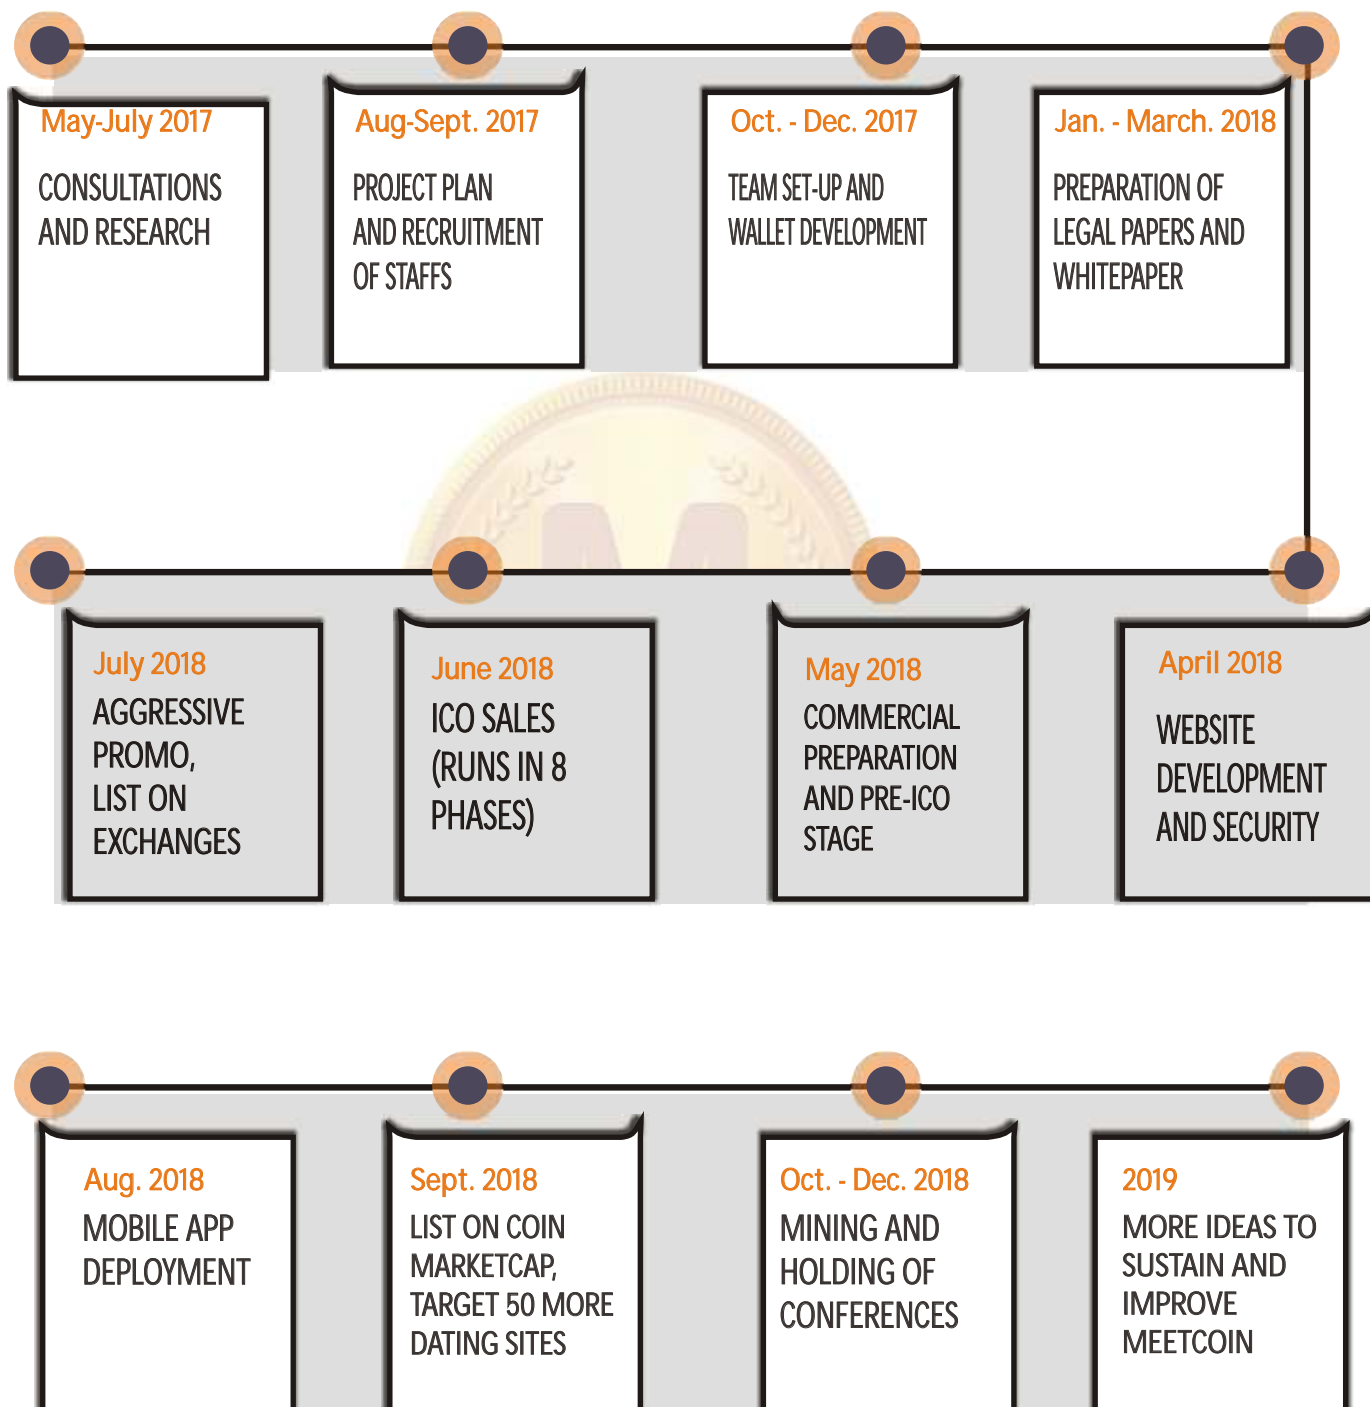 May-July 2017
CONSULTATIONS
AND RESEARCH
Aug-Sept. 2017
PROJECT PLAN
AND RECRUITMENT
OF STAFFS
Oct. - Dec. 2017
TEAM SET-UP AND
WALLET DEVELOPMENT
Jan. - March. 2018
PREPARATION OF
LEGAL PAPERS AND
WHITEPAPER
July 2018
AGGRESSIVE
PROMO,
LIST ON
EXCHANGES
June 2018
ICO SALES
(RUNS IN 8
PHASES)
May 2018
COMMERCIAL
PREPARATION
AND PRE-ICO
STAGE
April 2018
WEBSITE
DEVELOPMENT
AND SECURITY
Aug. 2018
MOBILE APP
DEPLOYMENT
Sept. 2018
LIST ON COIN
MARKETCAP,
TARGET 50 MORE
DATING SITES
Oct. - Dec. 2018
MINING AND
HOLDING OF
CONFERENCES
2019
MORE IDEAS TO
SUSTAIN AND
IMPROVE
MEETCOIN